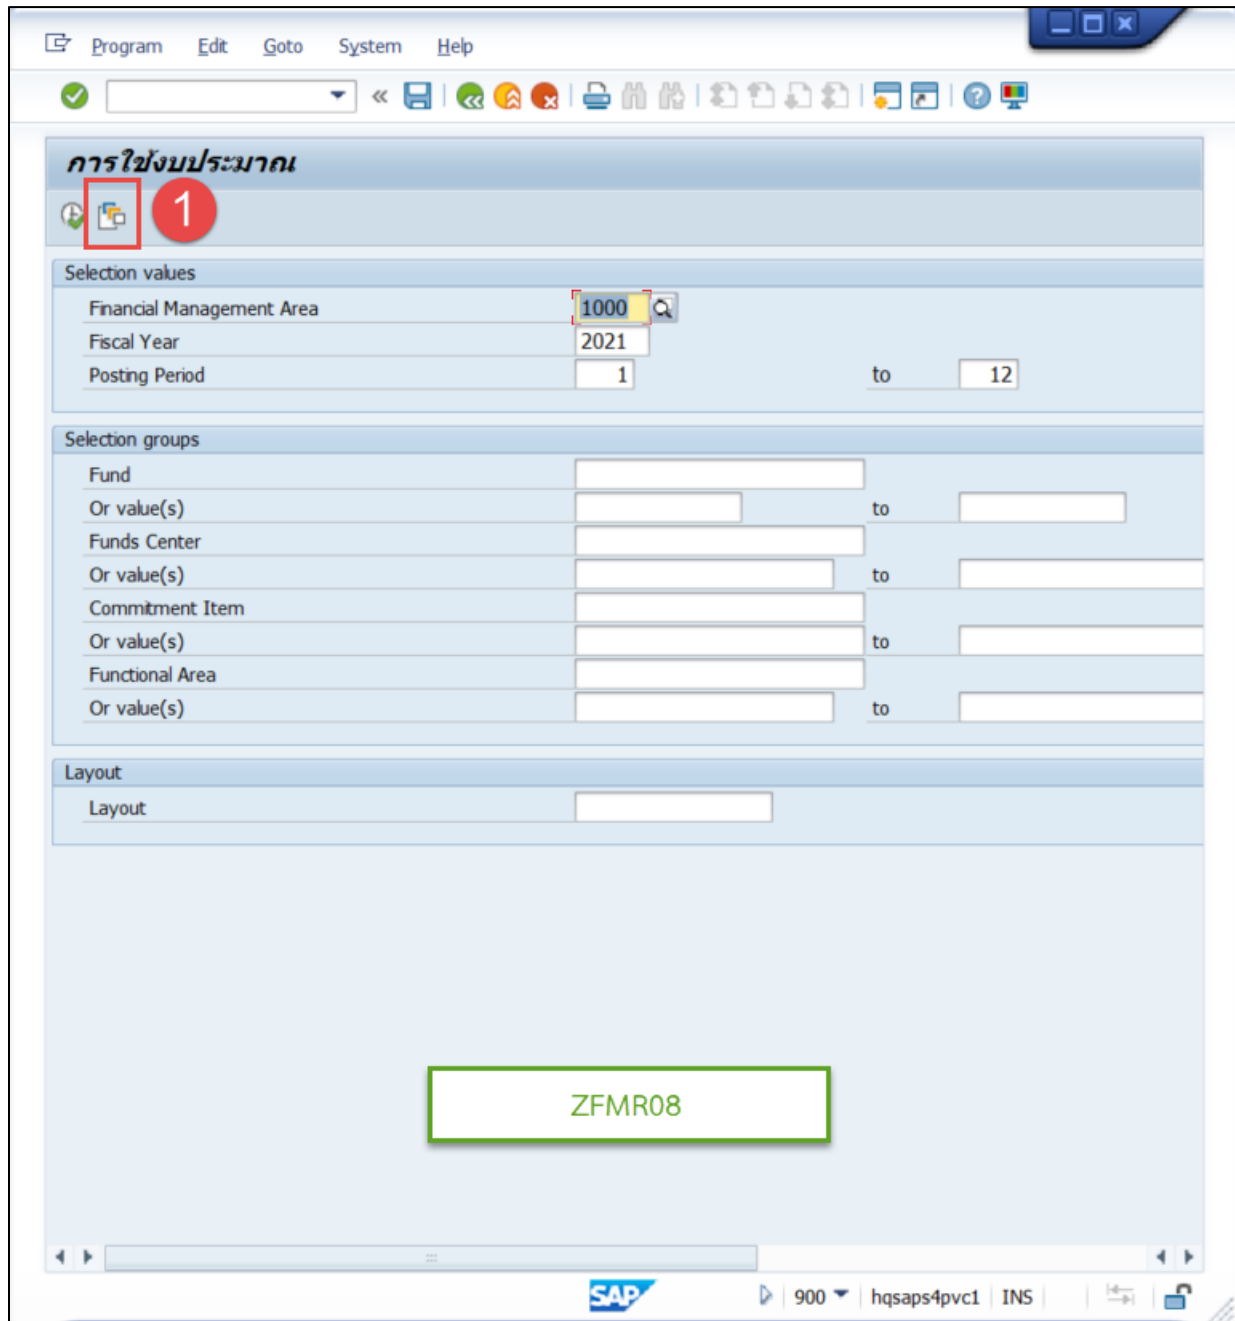 Program Edit Goto System Help
การใช้งบประมาณ
1
Selection values
Financial Management Area 1000
Fiscal Year 2021
Posting Period 1 to 12
Selection groups
Fund
Or value(s) to
Funds Center
Or value(s) to
Commitment Item
Or value(s) to
Functional Area
Or value(s) to
Layout
Layout
ZFMR08
SAP 900 hqsaps4pvc1 INS